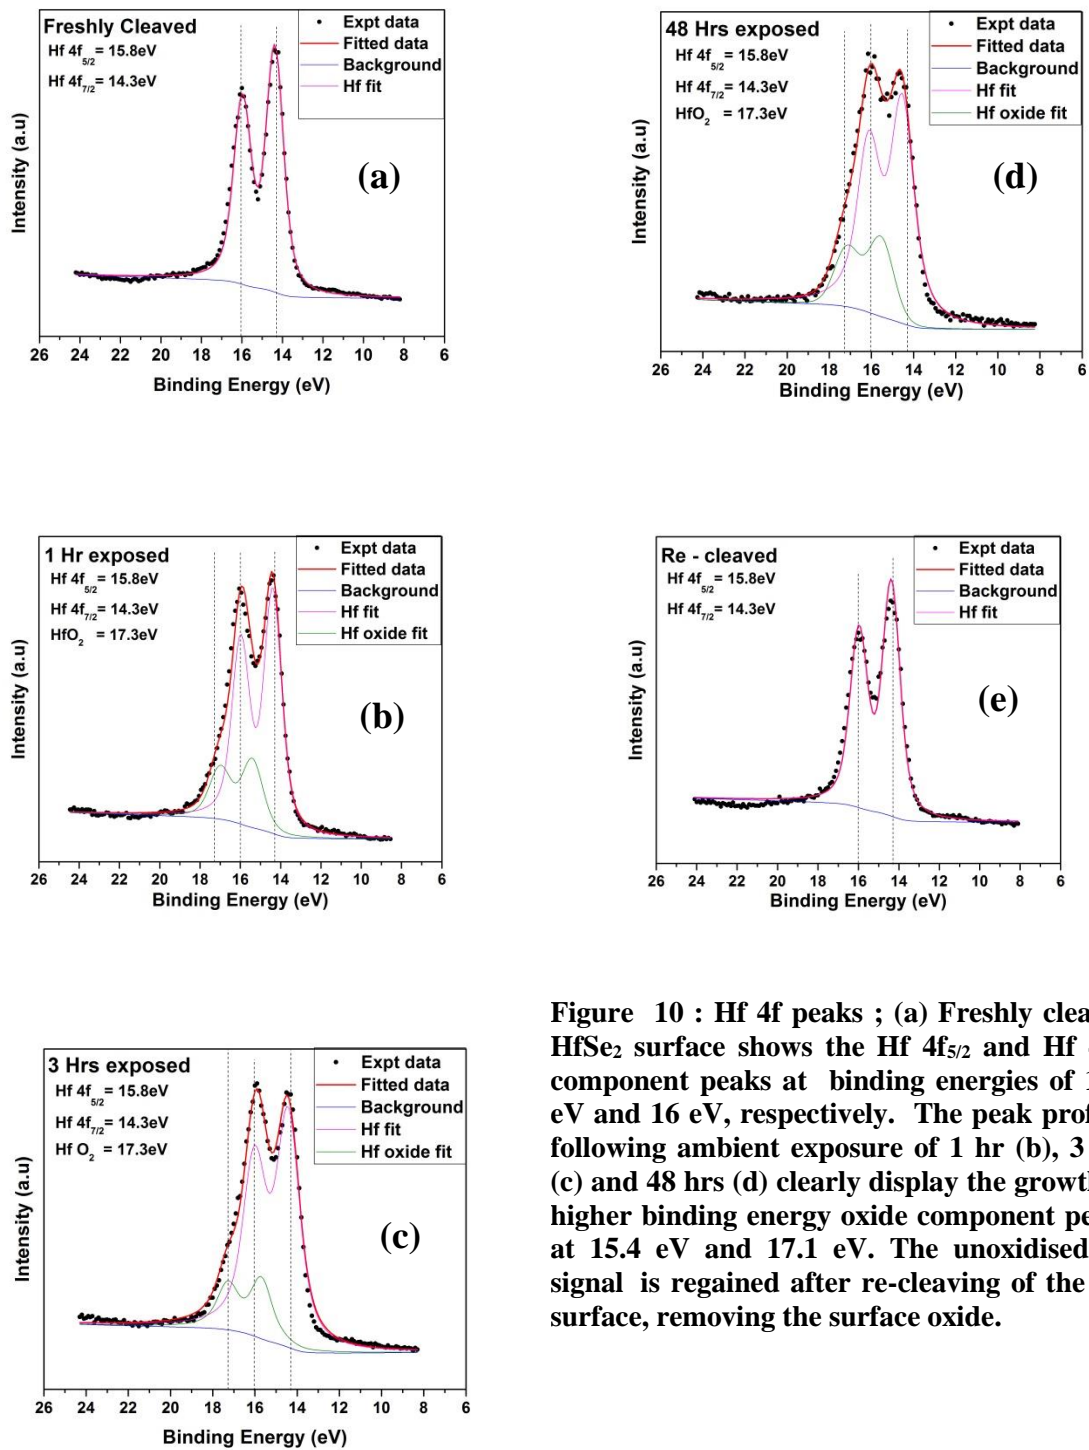 Freshly Cleaved
Hf 4f5/2 = 15.8eV
Hf 4f7/2 = 14.3eV
Expt data
Fitted data
Background
Hf fit
(a)
Intensity (a.u)
26 24 22 20 18 16 14 12 10 8 6
Binding Energy (eV)
48 Hrs exposed
Hf 4f5/2 = 15.8eV
Hf 4f7/2 = 14.3eV
HfO2 = 17.3eV
Expt data
Fitted data
Background
Hf fit
Hf oxide fit
(d)
Intensity (a.u)
26 24 22 20 18 16 14 12 10 8 6
Binding Energy (eV)
1 Hr exposed
Hf 4f5/2 = 15.8eV
Hf 4f7/2 = 14.3eV
HfO2 = 17.3eV
Expt data
Fitted data
Background
Hf fit
Hf oxide fit
(b)
Intensity (a.u)
26 24 22 20 18 16 14 12 10 8 6
Binding Energy (eV)
Re - cleaved
Hf 4f5/2 = 15.8eV
Hf 4f7/2 = 14.3eV
Expt data
Fitted data
Background
Hf fit
(e)
Intensity (a.u)
26 24 22 20 18 16 14 12 10 8 6
Binding Energy (eV)
3 Hrs exposed
Hf 4f5/2 = 15.8eV
Hf 4f7/2 = 14.3eV
Hf O2 = 17.3eV
Expt data
Fitted data
Background
Hf fit
Hf oxide fit
(c)
Intensity (a.u)
26 24 22 20 18 16 14 12 10 8 6
Binding Energy (eV)
Figure 10 : Hf 4f peaks ; (a) Freshly
HfSe2 surface shows the Hf 4f5/2 and Hf
component peaks at binding energies of
eV and 16 eV, respectively. The peak
following ambient exposure of 1 hr (b), 3
(c) and 48 hrs (d) clearly display the
higher binding energy oxide component
at 15.4 eV and 17.1 eV. The unoxidised
signal is regained after re-cleaving of the
surface, removing the surface oxide.